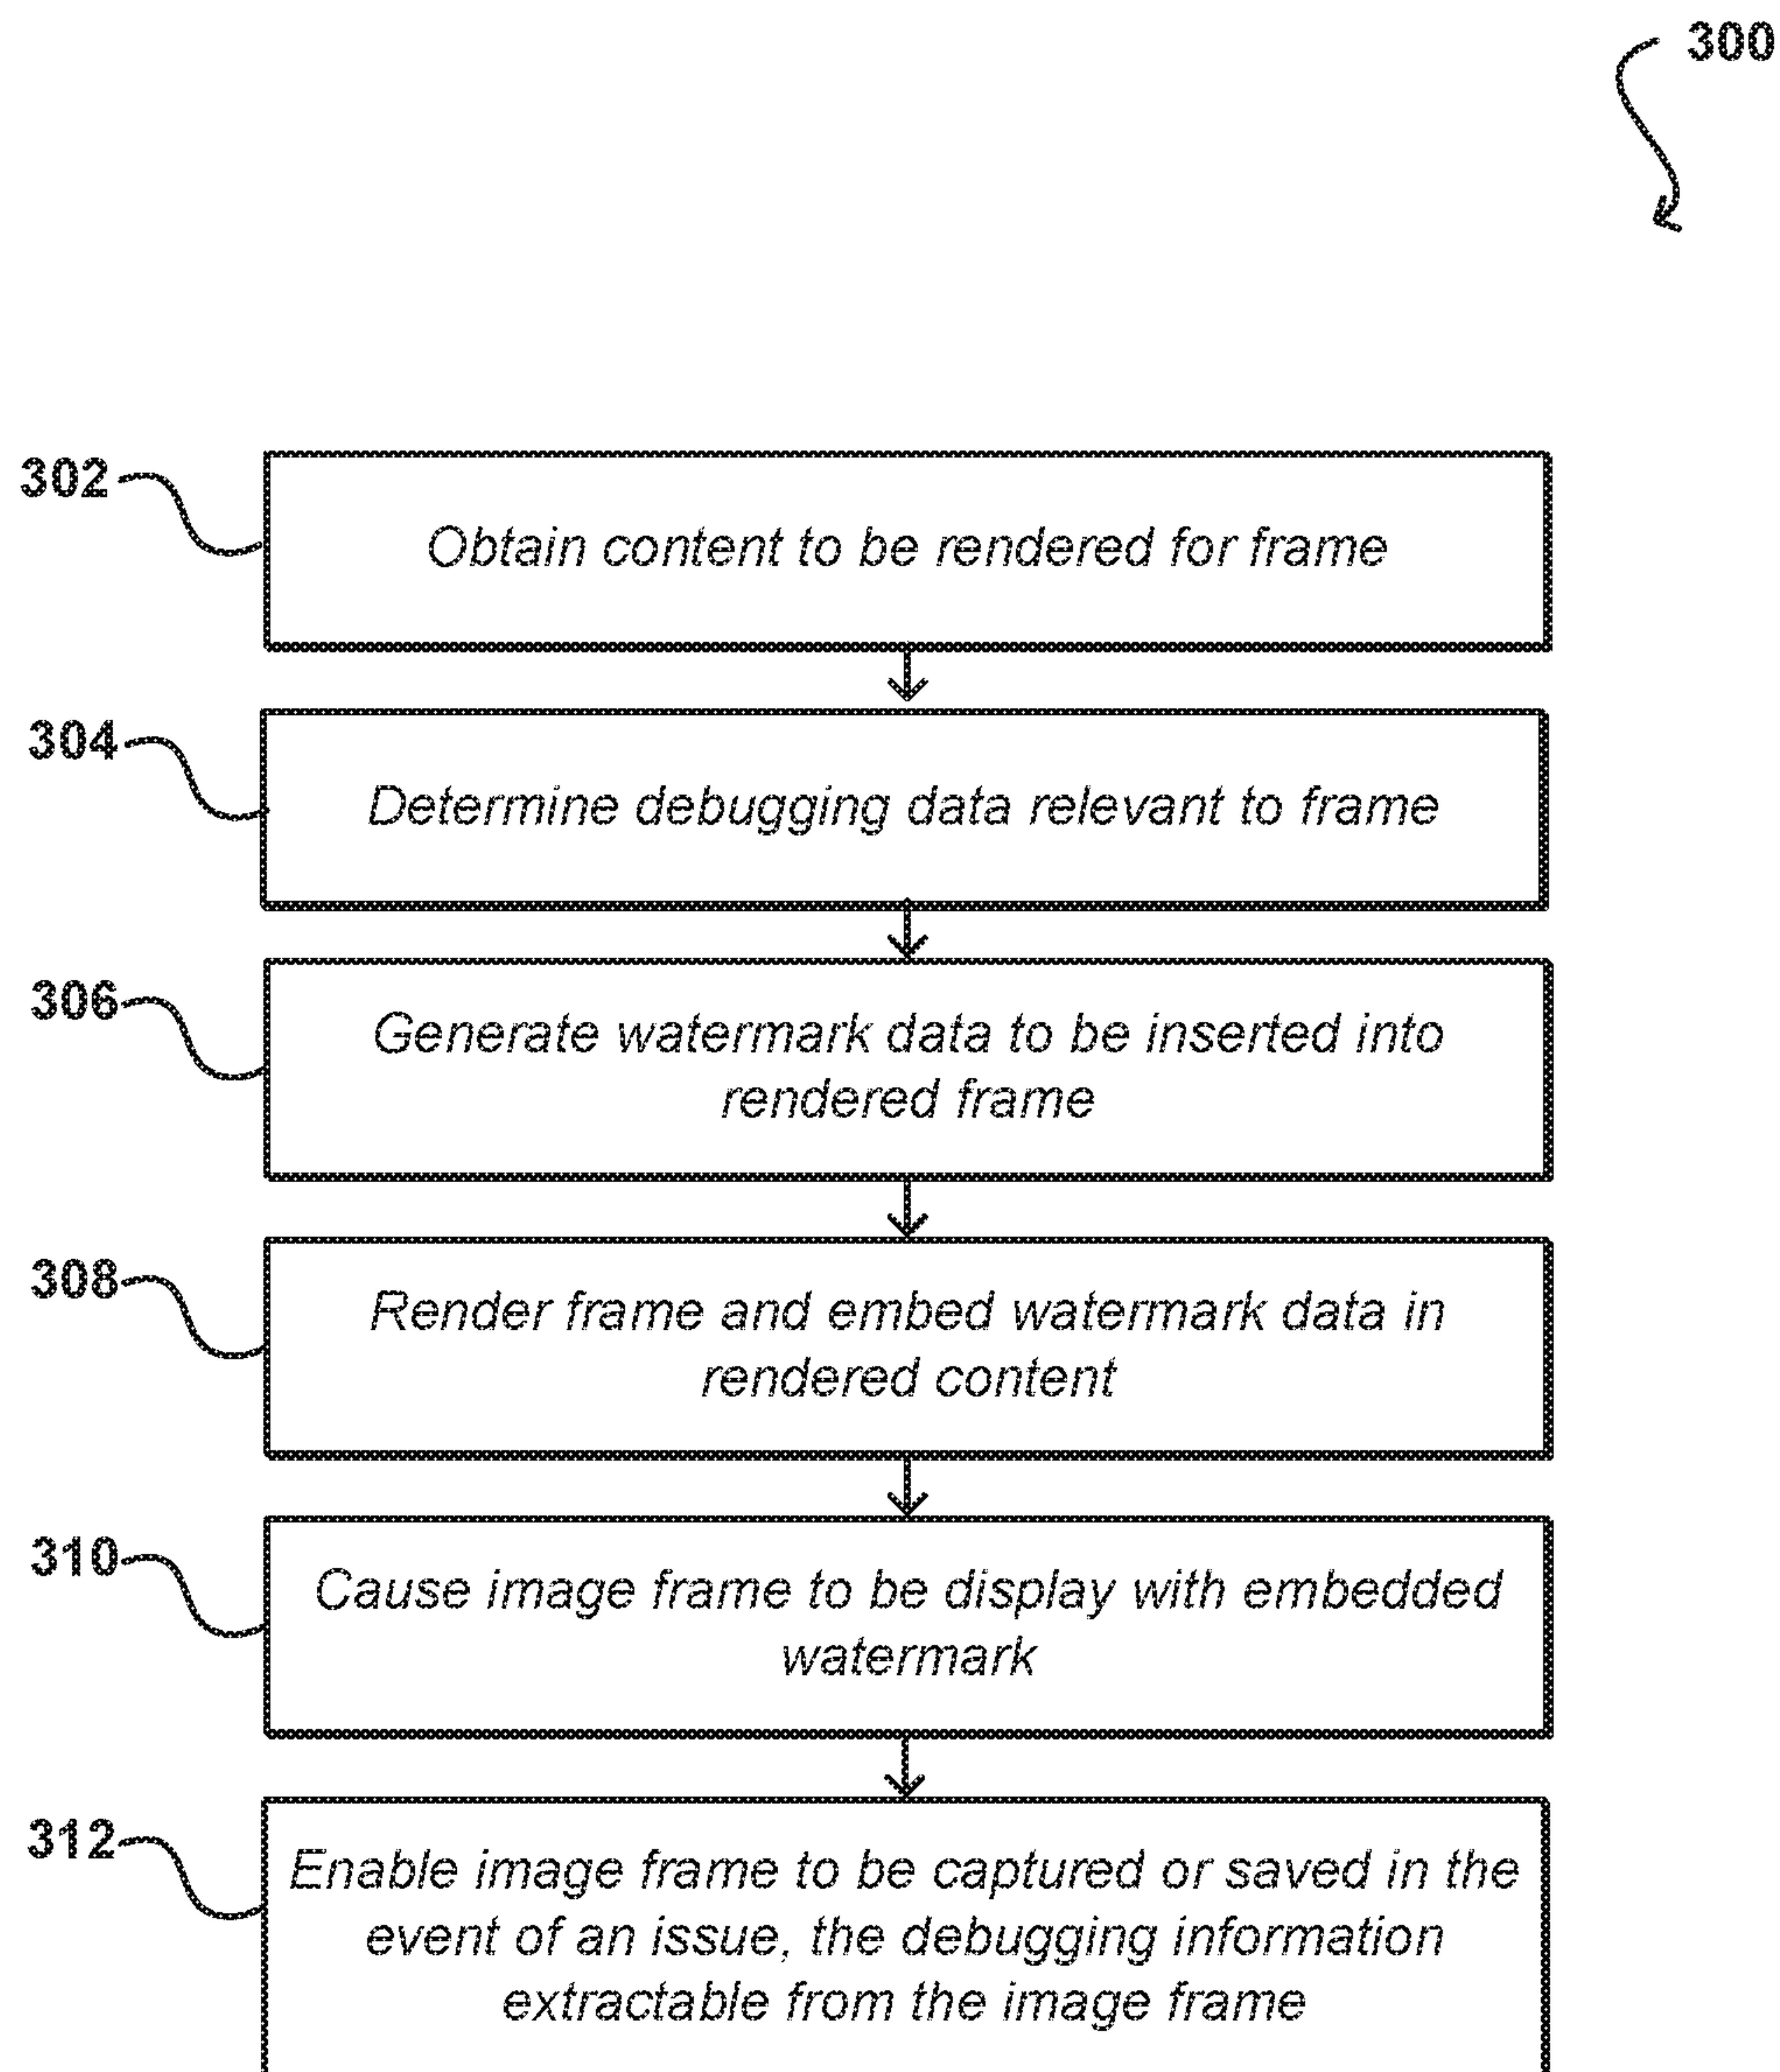 300
302
Obtain content to be rendered for frame
304
Determine debugging data relevant to frame
306
Generate watermark data to be inserted into
rendered frame
308
Render frame and embed watermark data in
rendered content
310
Cause image frame to be display with embedded
watermark
312
Enable image frame to be captured or saved in the
event of an issue, the debugging information
extractable from the image frame